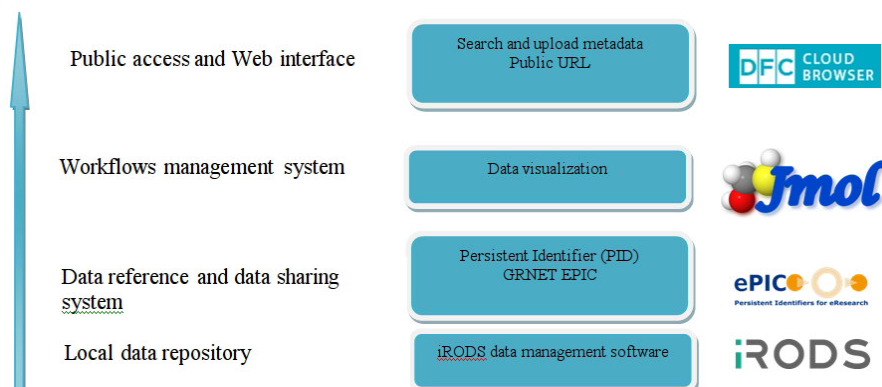 Public access and Web interface
Search and upload metadata
Public URL
DFC CLOUD
BROWSER
Workflows management system
Data visualization
Jmol
Data reference and data sharing
system
Persistent Identifier (PID)
GRNET EPIC
ePIC
Persistent Identifiers for eResearch
Local data repository
iRODS data management software
iRODS